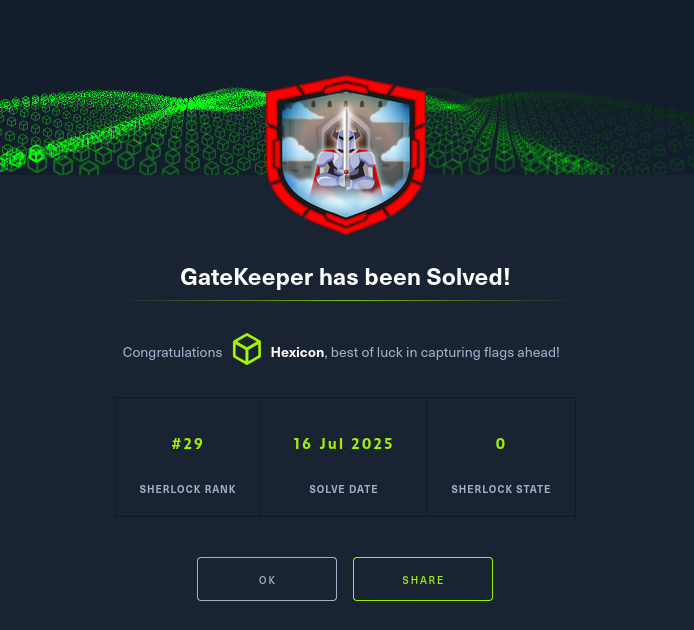 GateKeeper has been Solved!
Congratulations Hexicon, best of luck in capturing flags ahead!
#29 16 Jul 2025 0
SHERLOCK RANK SOLVE DATE SHERLOCK STATE
OK SHARE